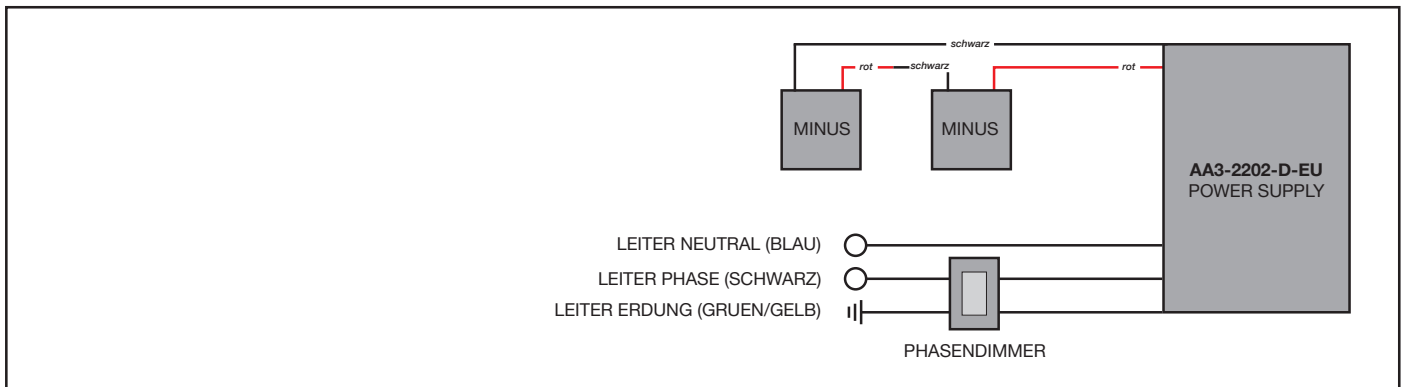 schwarz
rot
schwarz
rot
MINUS
MINUS
AA3-2202-D-EU
POWER SUPPLY
LEITER NEUTRAL (BLAU)
LEITER PHASE (SCHWARZ)
LEITER ERDUNG (GRUEN/GELB)
PHASENDIMMER